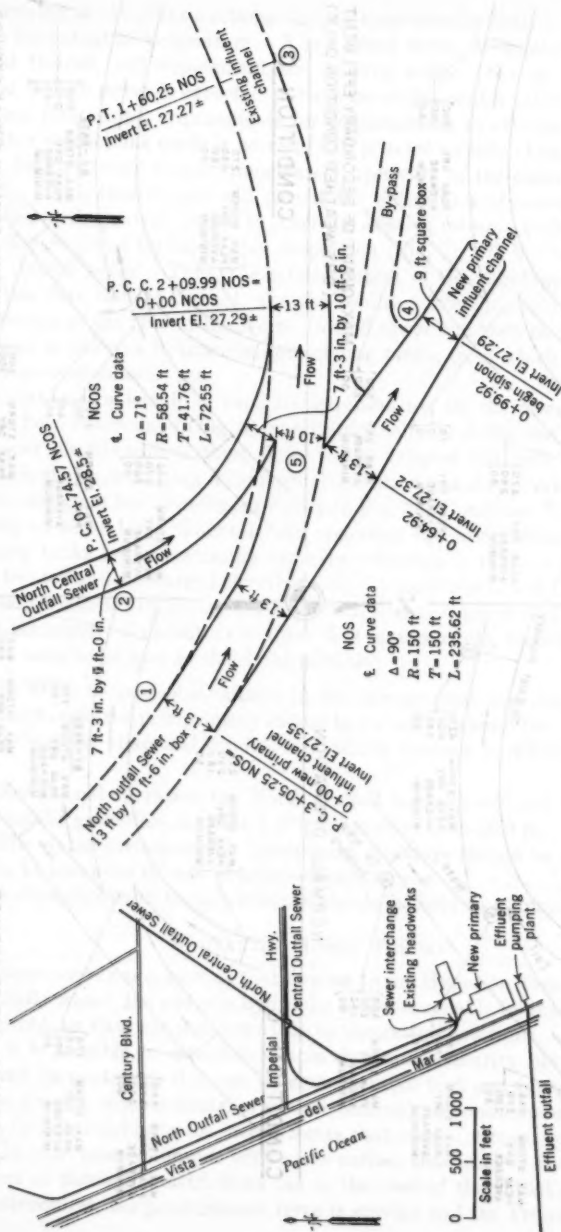 P. T. 1+60.25 NOS
Invert El. 27.27±
Existing influent
channel
3
P. C. C. 2+09.99 NOS=
0+00 NCOS
Invert El. 27.29±
13 ft
NCOS
℄ Curve data
Δ=71°
R=58.54 ft
T=41.76 ft
L=72.55 ft
P. C. 0+74.57 NCOS
Invert El. 29.5±
North Central
Outfall Sewer
Flow
2
7 ft-3 in. by ft-0 in.
7 ft-3 in. by 10 ft-6 in.
Flow
10 ft
5
By-pass
4
9 ft square box
New primary
influent channel
Flow
13 ft
0+99.92
begin siphon
Invert El. 27.29
0+64.92
Invert El. 27.32
1
13 ft
13 ft
Flow
North Outfall Sewer
13 ft by 10 ft-6 in. box
P. C. 3+05.25 NOS=
0+00 new primary
influent channel
Invert El. 27.35
NOS
℄ Curve data
Δ=90°
R=150 ft
T=150 ft
L=235.62 ft
Century Blvd.
North Central Outfall Sewer
Imperial
Hwy.
Central Outfall Sewer
North Outfall Sewer
Vista del Mar
Pacific Ocean
Sewer interchange
Existing headworks
New primary
Effluent
pumping
plant
Effluent outfall
0 500 1 000
Scale in feet